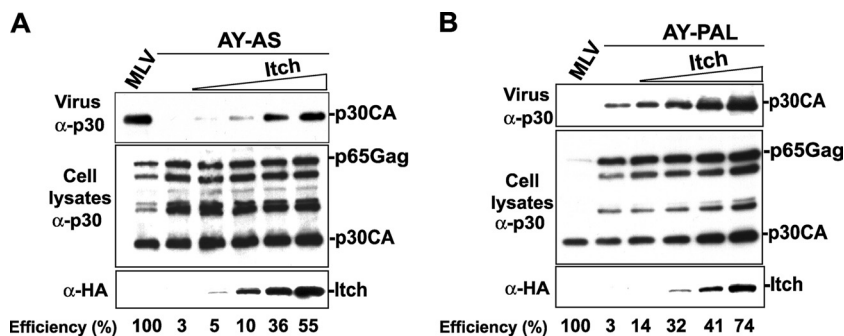 A
AY-AS
MLV
Itch
Virus
α-p30
p30CA
Cell
lysates
α-p30
p65Gag
p30CA
α-HA
Itch
Efficiency (%) 100 3 5 10 36 55
B
AY-PAL
MLV
Itch
Virus
α-p30
p30CA
Cell
lysates
α-p30
p65Gag
p30CA
α-HA
Itch
Efficiency (%) 100 3 14 32 41 74